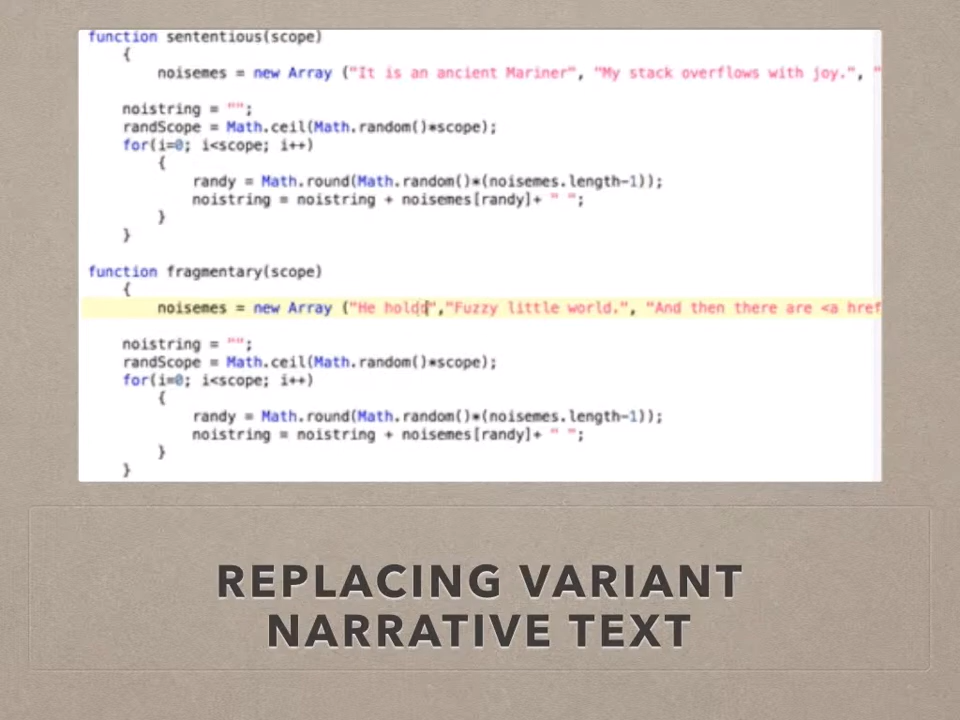 function sententious(scope)
{
noisemes = new Array ("It is an ancient Mariner", "My stack overflows with joy.", "
noistring = "";
randScope = Math.ceil(Math.random()*scope);
for(i=0; i<scope; i++)
{
randy = Math.round(Math.random()*(noisemes.length-1));
noistring = noistring + noisemes[randy]+ " ";
}
}
function fragmentary(scope)
{
noisemes = new Array ("He holds","Fuzzy little world.", "And then there are <a href
noistring = "";
randScope = Math.ceil(Math.random()*scope);
for(i=0; i<scope; i++)
{
randy = Math.round(Math.random()*(noisemes.length-1));
noistring = noistring + noisemes[randy]+ " ";
}
}
REPLACING VARIANT
NARRATIVE TEXT